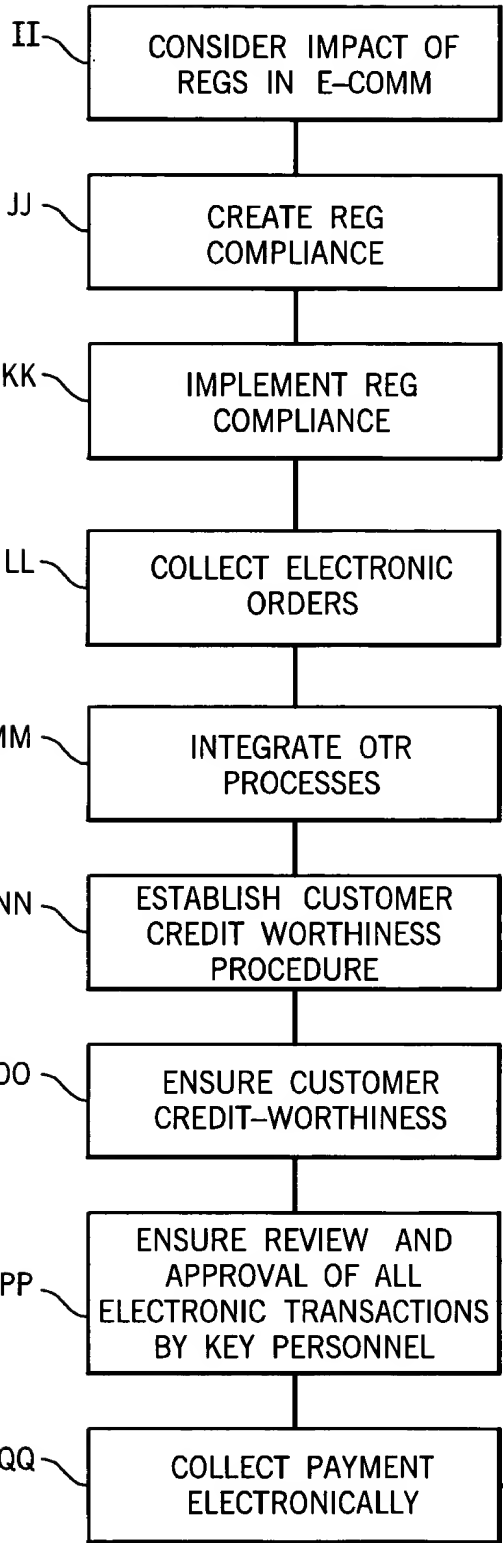 II
CONSIDER IMPACT OF
REGS IN E-COMM
JJ
CREATE REG
COMPLIANCE
KK
IMPLEMENT REG
COMPLIANCE
LL
COLLECT ELECTRONIC
ORDERS
MM
INTEGRATE OTR
PROCESSES
NN
ESTABLISH CUSTOMER
CREDIT WORTHINESS
PROCEDURE
OO
ENSURE CUSTOMER
CREDIT-WORTHINESS
PP
ENSURE REVIEW AND
APPROVAL OF ALL
ELECTRONIC TRANSACTIONS
BY KEY PERSONNEL
QQ
COLLECT PAYMENT
ELECTRONICALLY